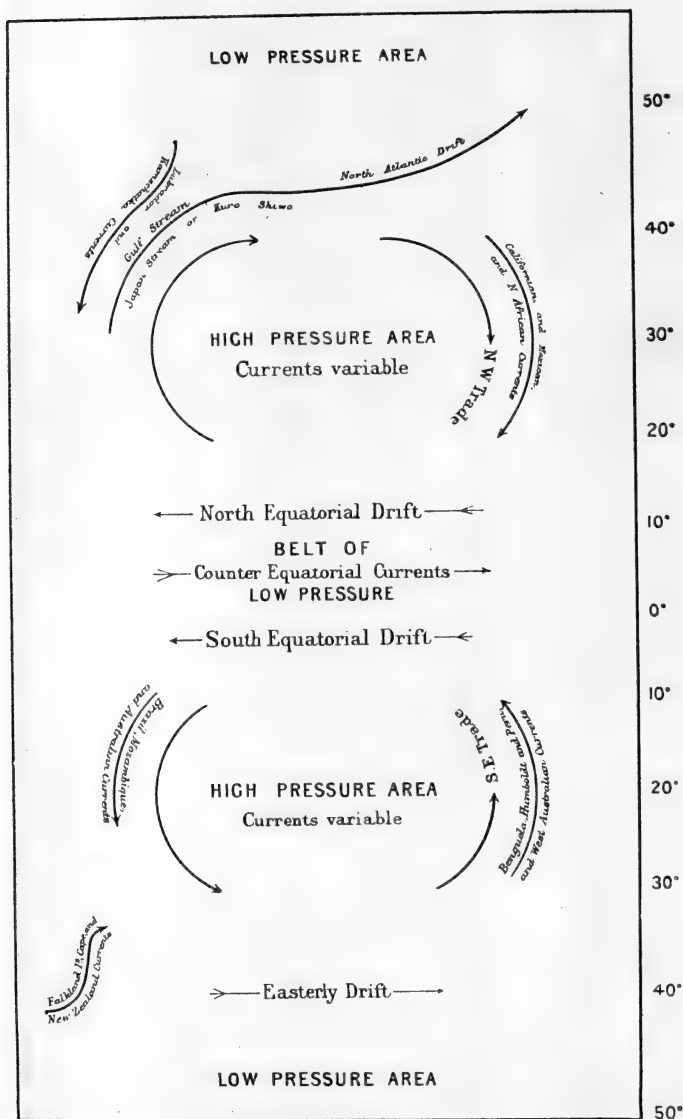 LOW PRESSURE AREA
50°
North Atlantic Drift
Labrador and
Kamschatka Currents
Gulf Stream
Japan Stream or Kuro Shiwo
40°
Californian, and
and N African Currents
HIGH PRESSURE AREA
30°
Currents variable
N W Trade
20°
North Equatorial Drift
10°
BELT OF
Counter Equatorial Currents
LOW PRESSURE
0°
South Equatorial Drift
10°
Brazil, Mozambique,
and Australian Currents
S.E Trade
Benguela, Humboldt and Peru,
and West Australian Currents
HIGH PRESSURE AREA
20°
Currents variable
30°
Falkland Is, Cape, and
New Zealand Currents
Easterly Drift
40°
LOW PRESSURE AREA
50°